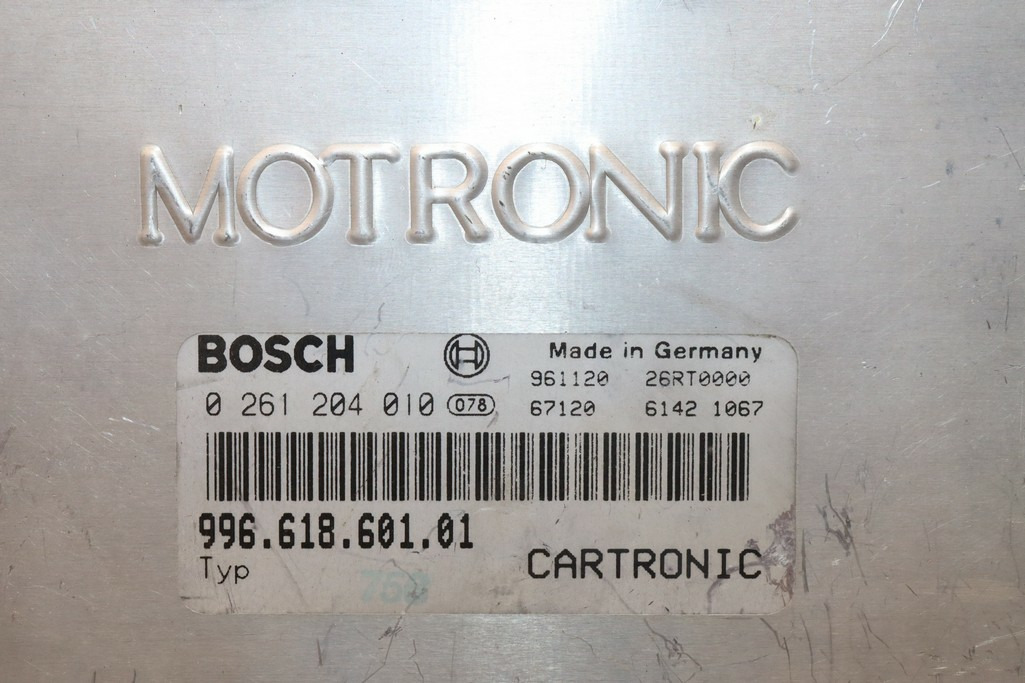 MOTRONIC
BOSCH Made in Germany
961120 26RT0000
0 261 204 010 078 67120 6142 1067
996.618.601.01
Typ CARTRONIC